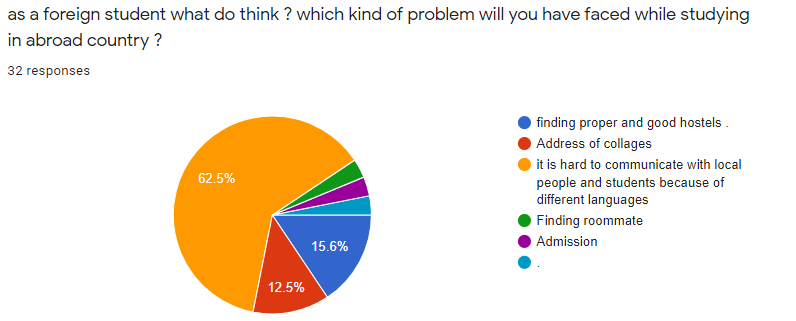 as a foreign student what do think ? which kind of problem will you have faced while studying
in abroad country ?
32 responses
62.5%
15.6%
12.5%
finding proper and good hostels .
Address of collages
it is hard to communicate with local
people and students because of
different languages
Finding roommate
Admission
.